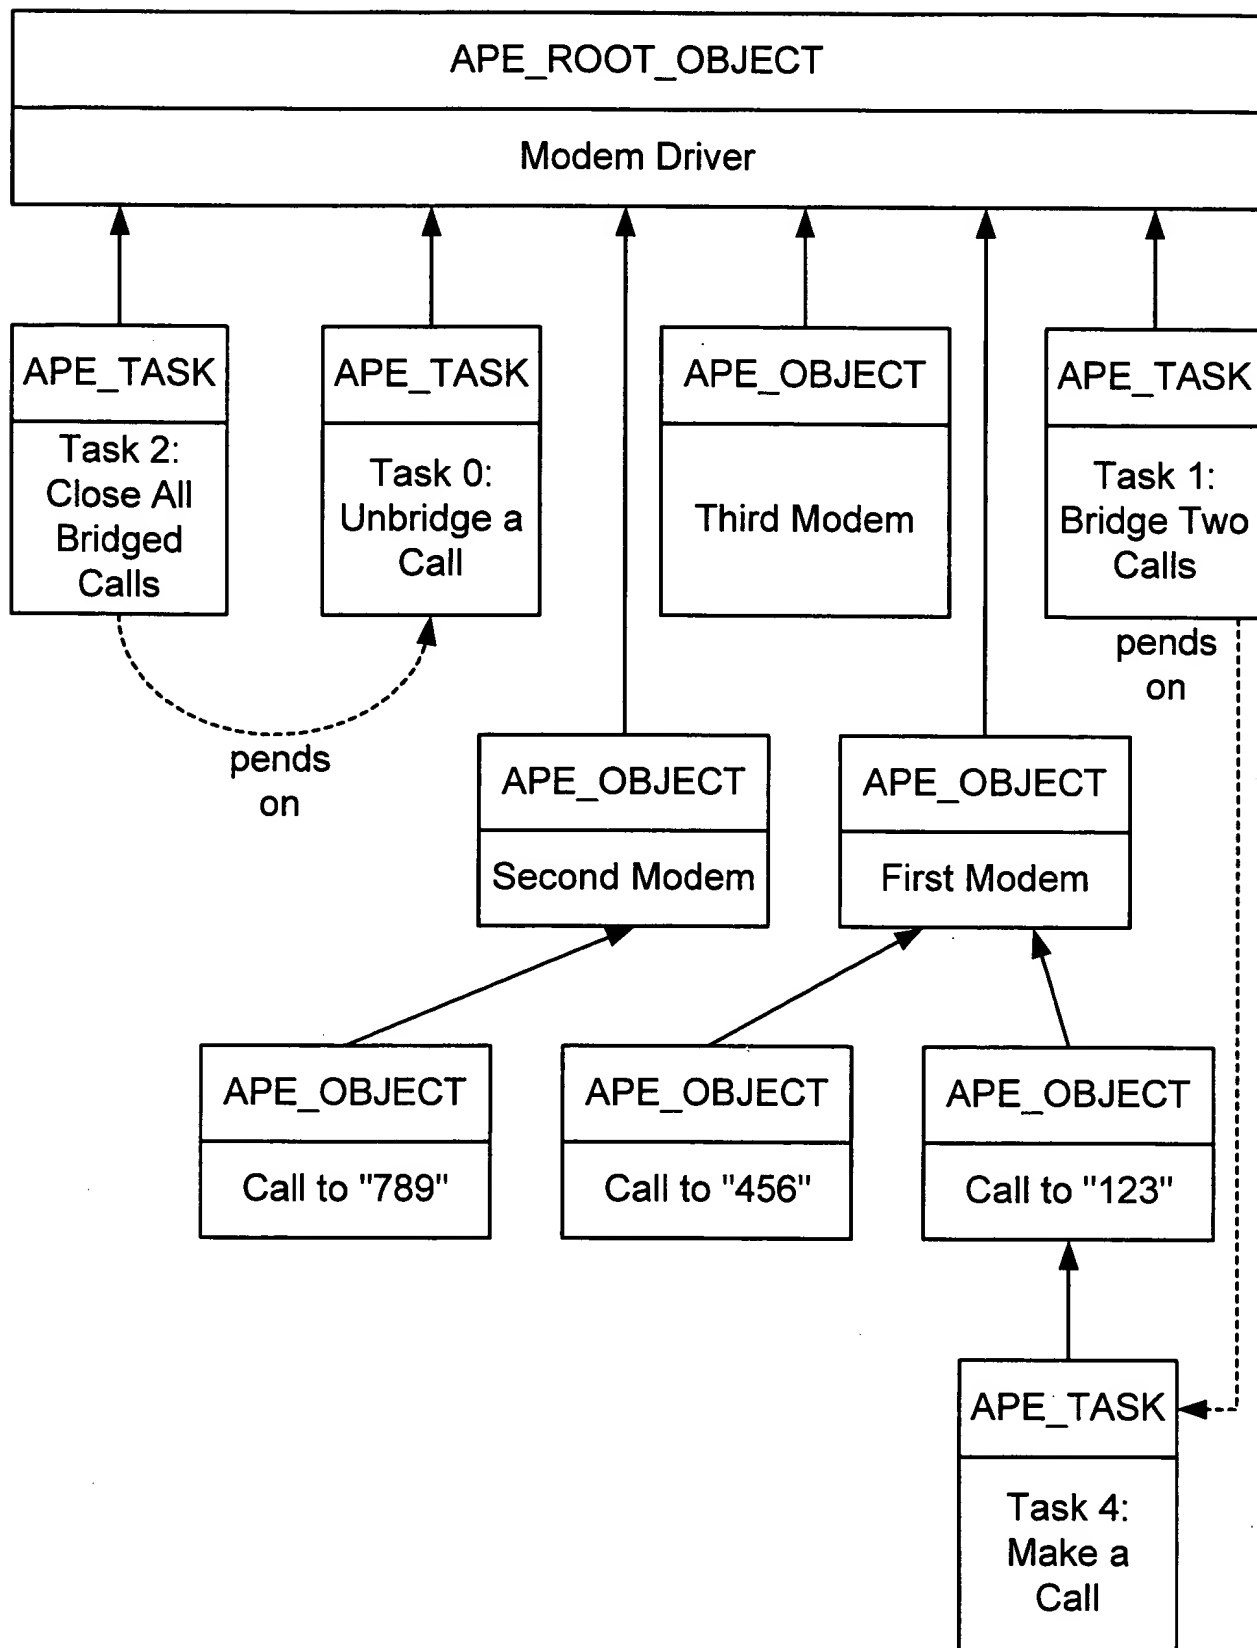 APE_ROOT_OBJECT
Modem Driver
APE_TASK
Task 2:
Close All
Bridged
Calls
APE_TASK
Task 0:
Unbridge a
Call
APE_OBJECT
Third Modem
APE_TASK
Task 1:
Bridge Two
Calls
pends
on
pends
on
APE_OBJECT
Second Modem
APE_OBJECT
First Modem
APE_OBJECT
Call to "789"
APE_OBJECT
Call to "456"
APE_OBJECT
Call to "123"
APE_TASK
Task 4:
Make a
Call